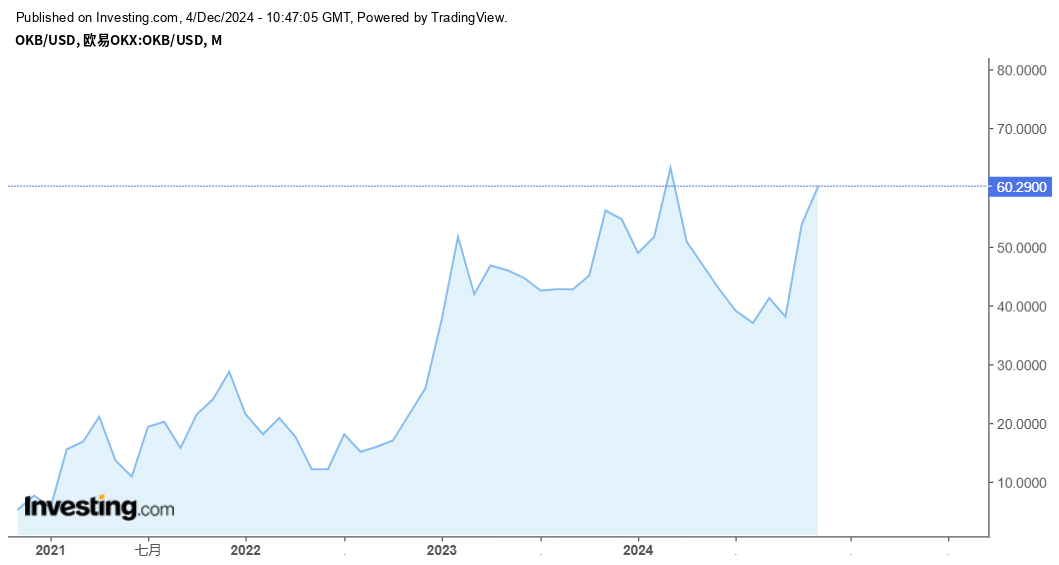 Published on Investing.com, 4/Dec/2024 - 10:47:05 GMT, Powered by TradingView.
OKB/USD, 欧易OKX:OKB/USD, M
80.0000
70.0000
60.2900
50.0000
40.0000
30.0000
20.0000
10.0000
Investing.com
2021 七月 2022 2023 2024